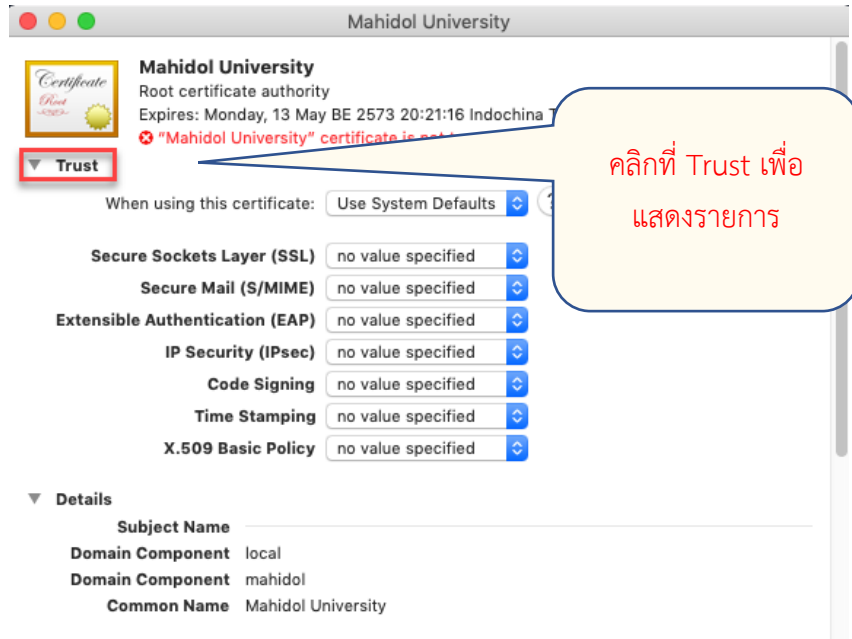 Mahidol University
Certificate
Root
Mahidol University
Root certificate authority
Expires: Monday, 13 May BE 2573 20:21:16 Indochina
"Mahidol University" certificate is not
Trust
คลิกที่ Trust เพื่อ
แสดงรายการ
When using this certificate: Use System Defaults ?
Secure Sockets Layer (SSL) no value specified
Secure Mail (S/MIME) no value specified
Extensible Authentication (EAP) no value specified
IP Security (IPsec) no value specified
Code Signing no value specified
Time Stamping no value specified
X.509 Basic Policy no value specified
Details
Subject Name
Domain Component local
Domain Component mahidol
Common Name Mahidol University